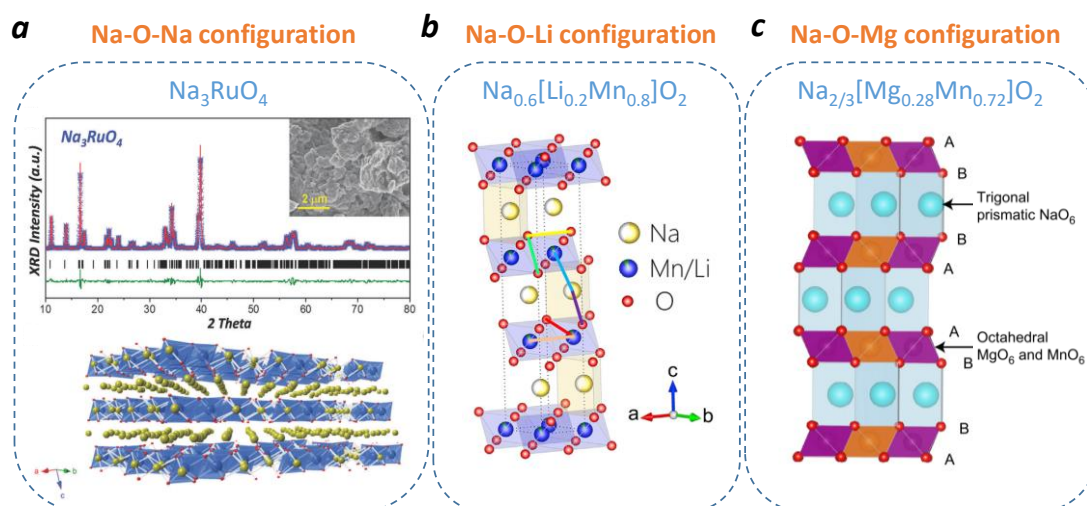 a Na-O-Na configuration
Na₃RuO₄
XRD Intensity (a.u.)
Na₃RuO₄
2 μm
10 20 30 40 50 60 70 80
2 Theta
a b
c
b Na-O-Li configuration
Na₀.₆[Li₀.₂Mn₀.₈]O₂
Na
Mn/Li
O
c
a b
c Na-O-Mg configuration
Na₂/₃[Mg₀.₂₈Mn₀.₇₂]O₂
A
B
Trigonal
prismatic NaO₆
B
A
A
Octahedral
MgO₆ and MnO₆
B
B
A